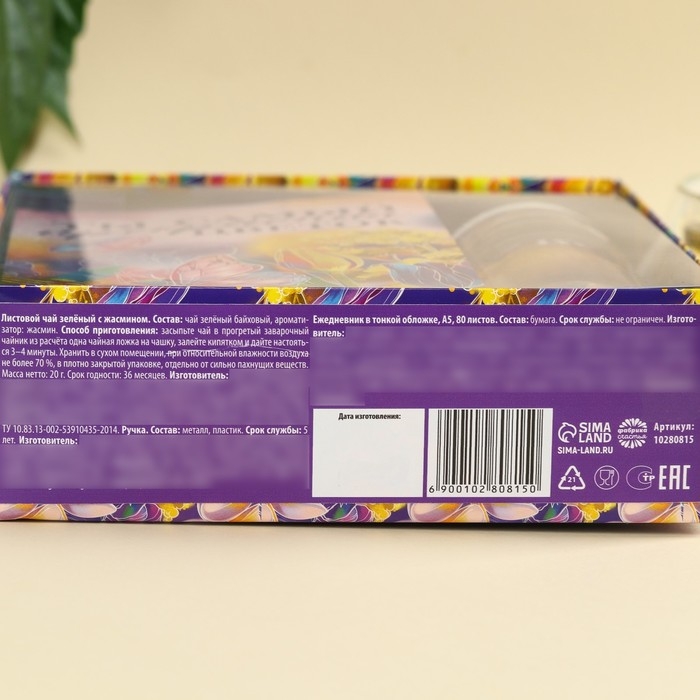 Листовой чай зелёный с жасмином. Состав: чай зелёный байховый, аромати-
затор: жасмин. Способ приготовления: засыпьте чай в прогретый заварочный
чайник из расчёта одна чайная ложка на чашку, залейте кипятком и дайте настоять-
ся 3–4 минуты. Хранить в сухом помещении, при относительной влажности воздуха
не более 70 %, в плотно закрытой упаковке, отдельно от сильно пахнущих веществ.
Масса нетто: 20 г. Срок годности: 36 месяцев. Изготовитель:
ТУ 10.83.13-002-53910435-2014. Ручка. Состав: металл, пластик. Срок службы: 5
лет. Изготовитель:
Ежедневник в тонкой обложке, А5, 80 листов. Состав: бумага. Срок службы: не ограничен. Изгото-
витель:
Дата изготовления:
6 900102 808150
SIMA
LAND
SIMA-LAND.RU
фабрика
счастья
Артикул:
10280815
21
СТР
EAC